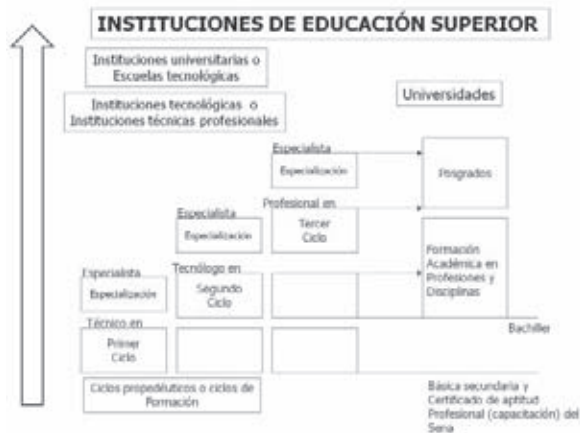 INSTITUCIONES DE EDUCACIÓN SUPERIOR
Instituciones universitarias o
Escuelas tecnológicas
Instituciones tecnológicas o
Instituciones técnicas profesionales
Universidades
Especialista
Especialización
Posgrados
Profesional en
Tercer
Ciclo
Especialista
Especialización
Formación
Académica en
Profesiones y
Disciplinas
Tecnólogo en
Segundo
Ciclo
Especialista
Especialización
Bachiller
Técnico en
Primer
Ciclo
Ciclos propedéuticos o ciclos de
Formación
Básica secundaria y
Certificado de aptitud
Profesional (capacitación) del
Sena